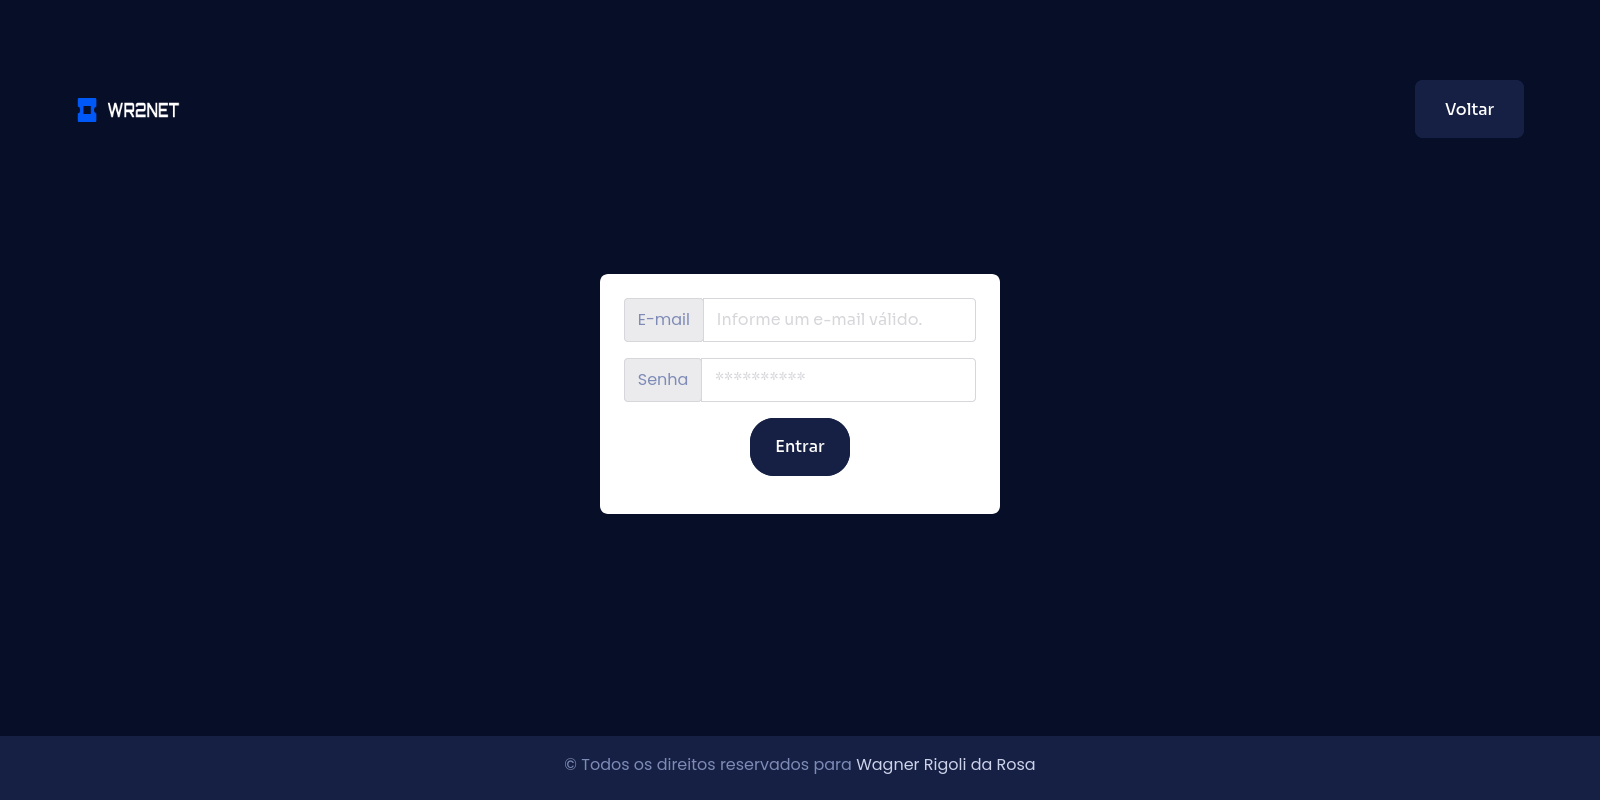 WR2NET
Voltar
E-mail
Informe um e-mail válido.
Senha
**********
Entrar
© Todos os direitos reservados para Wagner Rigoli da Rosa